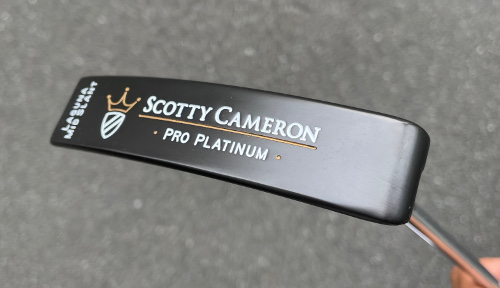 LAGUNA
MID SLANT
SCOTTY CAMERON
· PRO PLATINUM ·